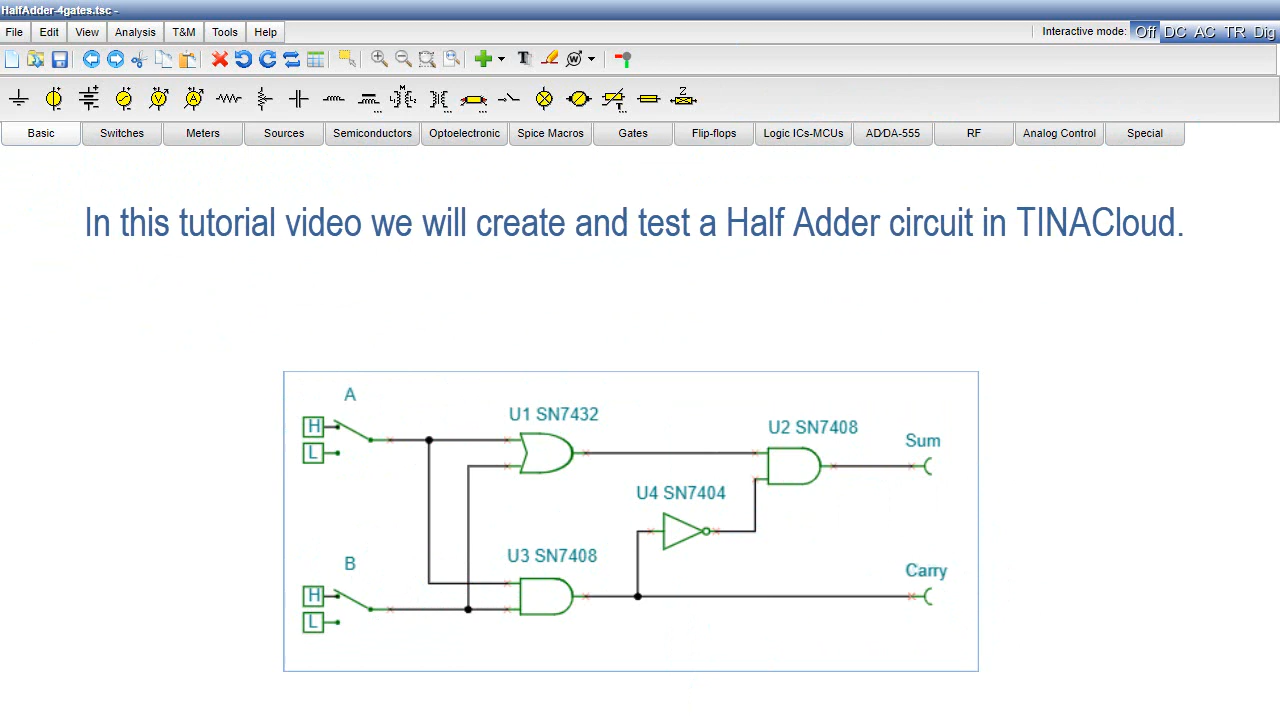 HalfAdder-4gates.tsc -
File Edit View Analysis T&M Tools Help Interactive mode: Off DC AC TR Dig
Basic Switches Meters Sources Semiconductors Optoelectronic Spice Macros Gates Flip-flops Logic ICs-MCUs AD/DA-555 RF Analog Control Special
In this tutorial video we will create and test a Half Adder circuit in TINACloud.
A
H
L
U1 SN7432
U2 SN7408
Sum
U4 SN7404
B
H
L
U3 SN7408
Carry